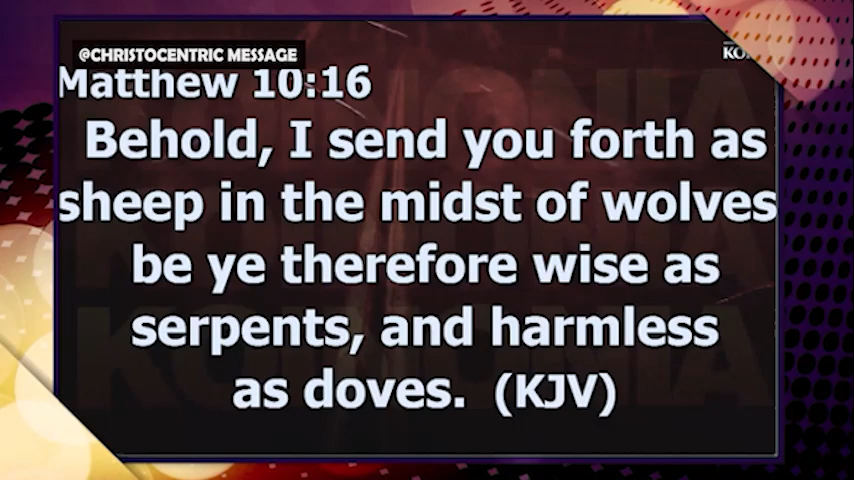 @CHRISTOCENTRIC MESSAGE
Matthew 10:16
Behold, I send you forth as
sheep in the midst of wolves
be ye therefore wise as
serpents, and harmless
as doves. (KJV)